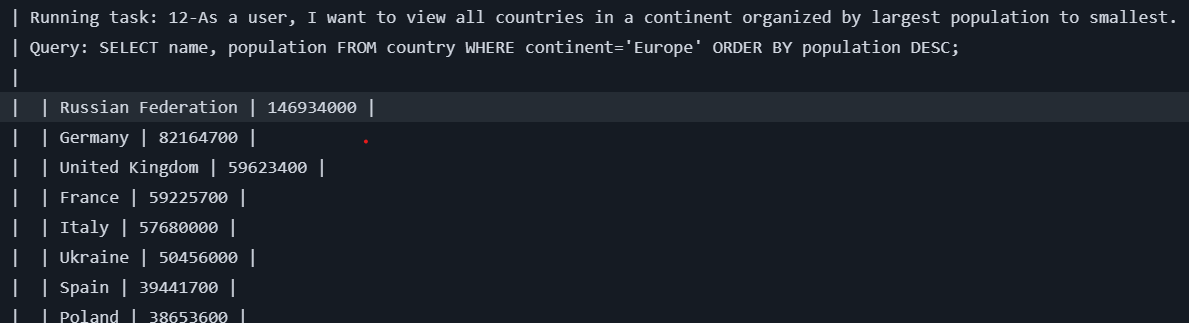 | Running task: 12-As a user, I want to view all countries in a continent organized by largest population to smallest.
| Query: SELECT name, population FROM country WHERE continent='Europe' ORDER BY population DESC;
|
|  | Russian Federation | 146934000 |
|  | Germany | 82164700 |
|  | United Kingdom | 59623400 |
|  | France | 59225700 |
|  | Italy | 57680000 |
|  | Ukraine | 50456000 |
|  | Spain | 39441700 |
|  | Poland | 38653600 |